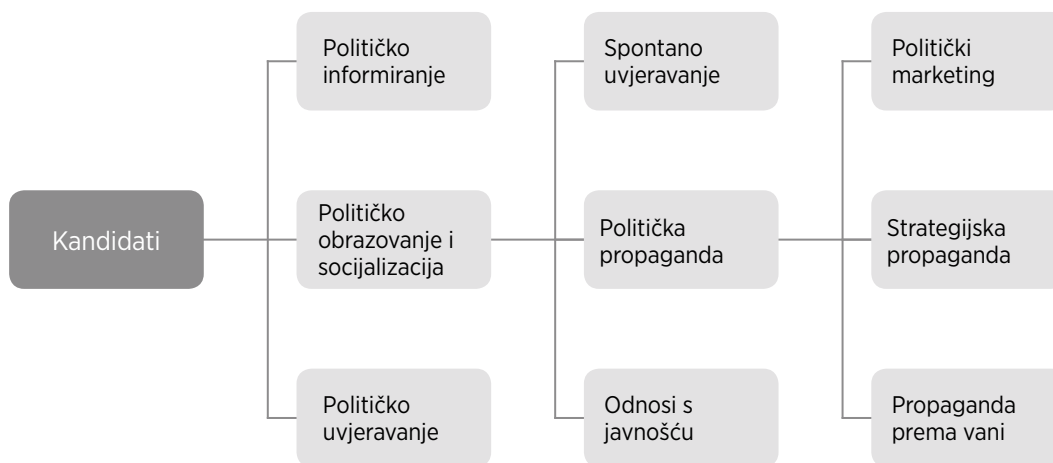 Kandidati
Političko
informiranje
Političko
obrazovanje i
socijalizacija
Političko
uvjeravanje
Spontano
uvjeravanje
Politička
propaganda
Odnosi s
javnošću
Politički
marketing
Strategijska
propaganda
Propaganda
prema vani